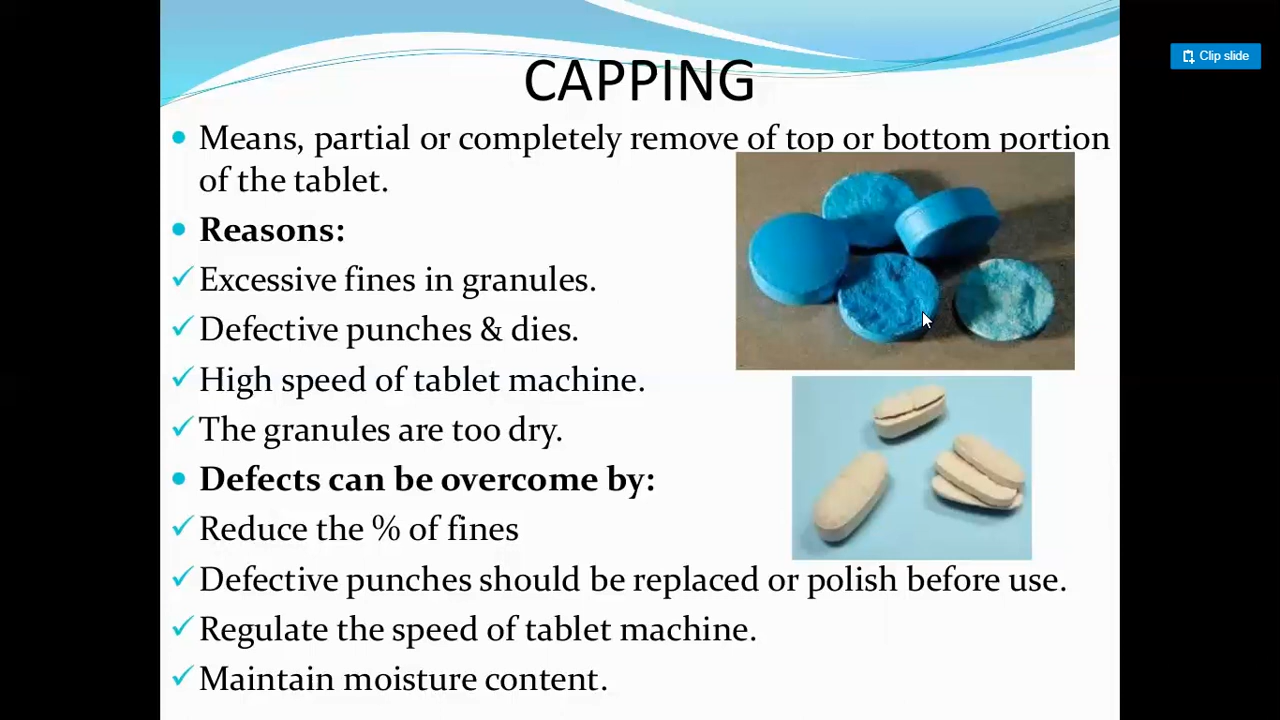 Clip slide
CAPPING
Means, partial or completely remove of top or bottom portion
of the tablet.
Reasons:
Excessive fines in granules.
Defective punches & dies.
High speed of tablet machine.
The granules are too dry.
Defects can be overcome by:
Reduce the % of fines
Defective punches should be replaced or polish before use.
Regulate the speed of tablet machine.
Maintain moisture content.